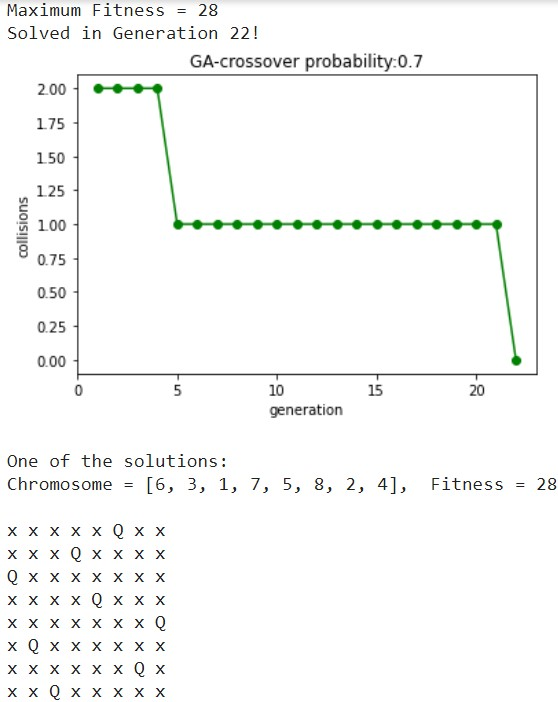 Maximum Fitness = 28
Solved in Generation 22!
GA-crossover probability:0.7
2.00
1.75
1.50
1.25
1.00
0.75
0.50
0.25
0.00
collisions
0 5 10 15 20
generation
One of the solutions:
Chromosome = [6, 3, 1, 7, 5, 8, 2, 4], Fitness = 28
x x x x x Q x x
x x x Q x x x x
Q x x x x x x x
x x x x Q x x x
x x x x x x x Q
x Q x x x x x x
x x x x x x Q x
x x Q x x x x x